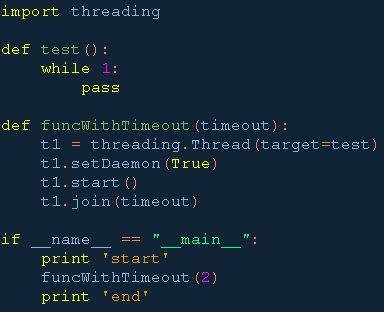 import threading

def test():
    while 1:
        pass

def funcWithTimeout(timeout):
    t1 = threading.Thread(target=test)
    t1.setDaemon(True)
    t1.start()
    t1.join(timeout)

if __name__ == "__main__":
    print 'start'
    funcWithTimeout(2)
    print 'end'